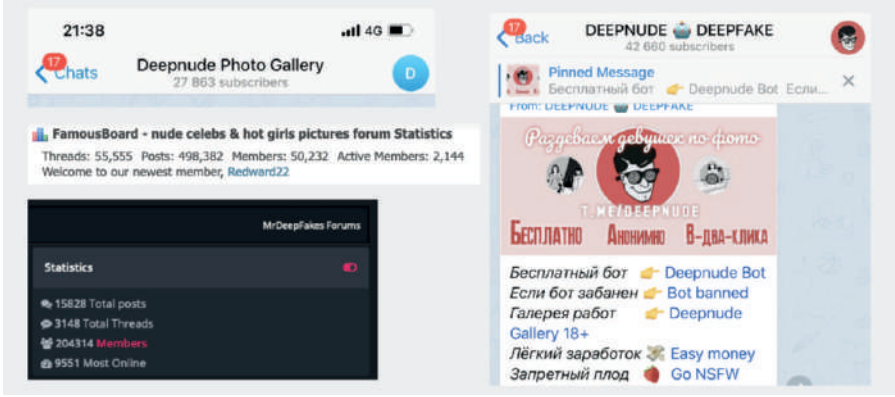 21:38
4G
17
Chats
Deepnude Photo Gallery
27 863 subscribers
D
FamousBoard - nude celebs & hot girls pictures forum Statistics
Threads: 55,555 Posts: 498,382 Members: 50,232 Active Members: 2,144
Welcome to our newest member, Redward22
MrDeepFakes Forums
Statistics
15828 Total posts
3148 Total Threads
204314 Members
9551 Most Online
17
Back
DEEPNUDE 🤖 DEEPFAKE
42 660 subscribers
Pinned Message
Бесплатный бот 👉 Deepnude Bot Если...
From: DEEPNUDE 🤖 DEEPFAKE
Раздеваем девушек по фото
T.ME/DEEPNUDE
Бесплатно Анонимно В-два-клика
Бесплатный бот 👉 Deepnude Bot
Если бот забанен 👉 Bot banned
Галерея работ 👉 Deepnude
Gallery 18+
Лёгкий заработок 💸 Easy money
Запретный плод 🍓 Go NSFW